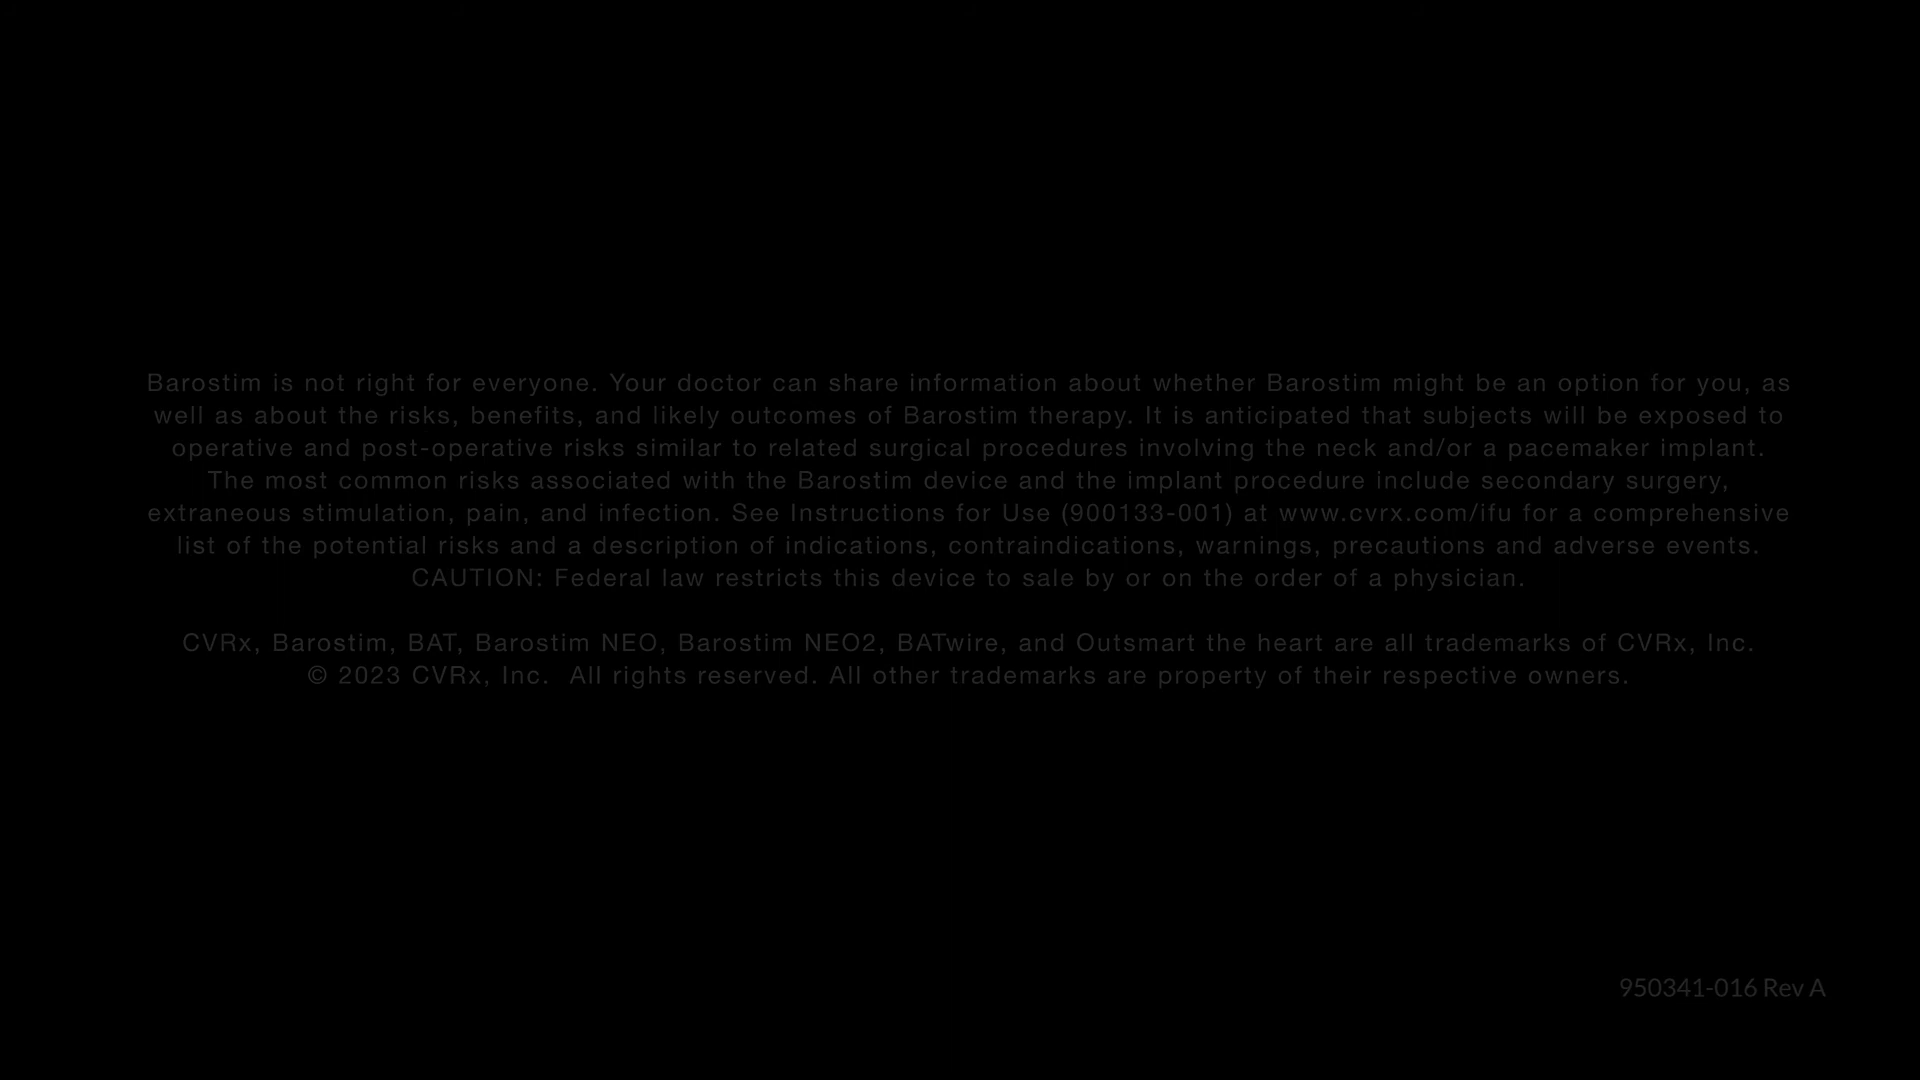 Barostim is not right for everyone. Your doctor can share information about whether Barostim might be an option for you, as
well as about the risks, benefits, and likely outcomes of Barostim therapy. It is anticipated that subjects will be exposed to
operative and post-operative risks similar to related surgical procedures involving the neck and/or a pacemaker implant.
The most common risks associated with the Barostim device and the implant procedure include secondary surgery,
extraneous stimulation, pain, and infection. See Instructions for Use (900133-001) at www.cvrx.com/ifu for a comprehensive
list of the potential risks and a description of indications, contraindications, warnings, precautions and adverse events.
CAUTION: Federal law restricts this device to sale by or on the order of a physician.
CVRx, Barostim, BAT, Barostim NEO, Barostim NEO2, BATwire, and Outsmart the heart are all trademarks of CVRx, Inc.
© 2023 CVRx, Inc.  All rights reserved. All other trademarks are property of their respective owners.
950341-016 Rev A